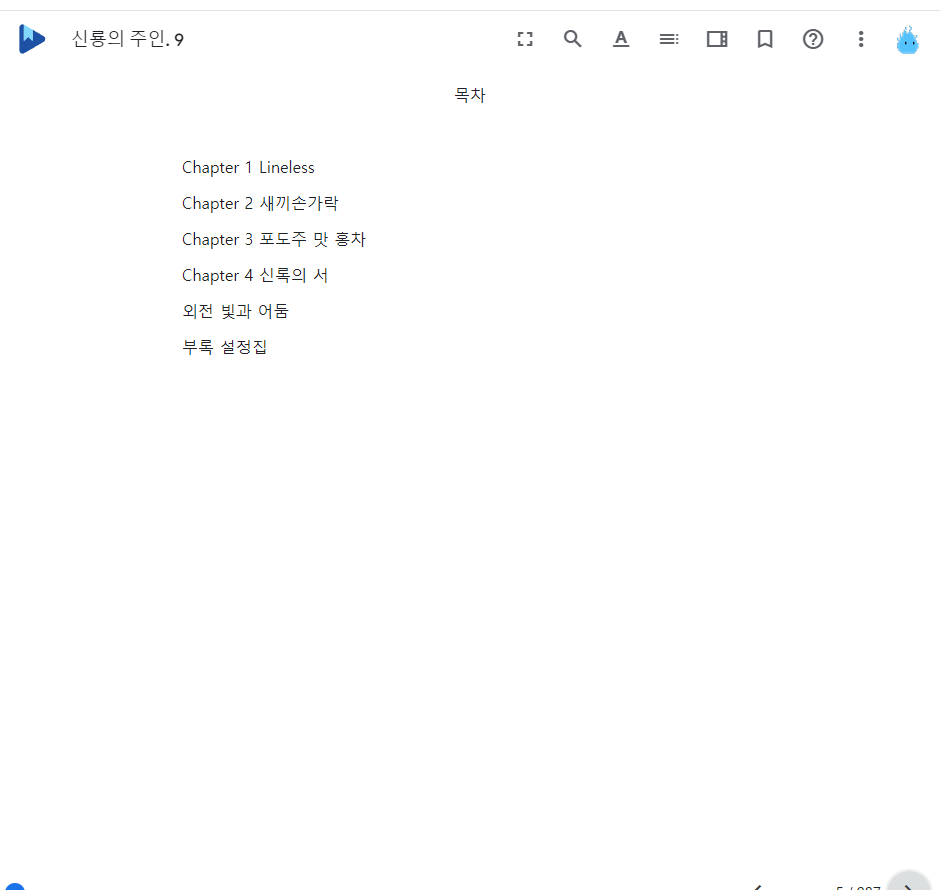 신룡의 주인. 9
목차
Chapter 1 Lineless
Chapter 2 새끼손가락
Chapter 3 포도주 맛 홍차
Chapter 4 신록의 서
외전 빛과 어둠
부록 설정집